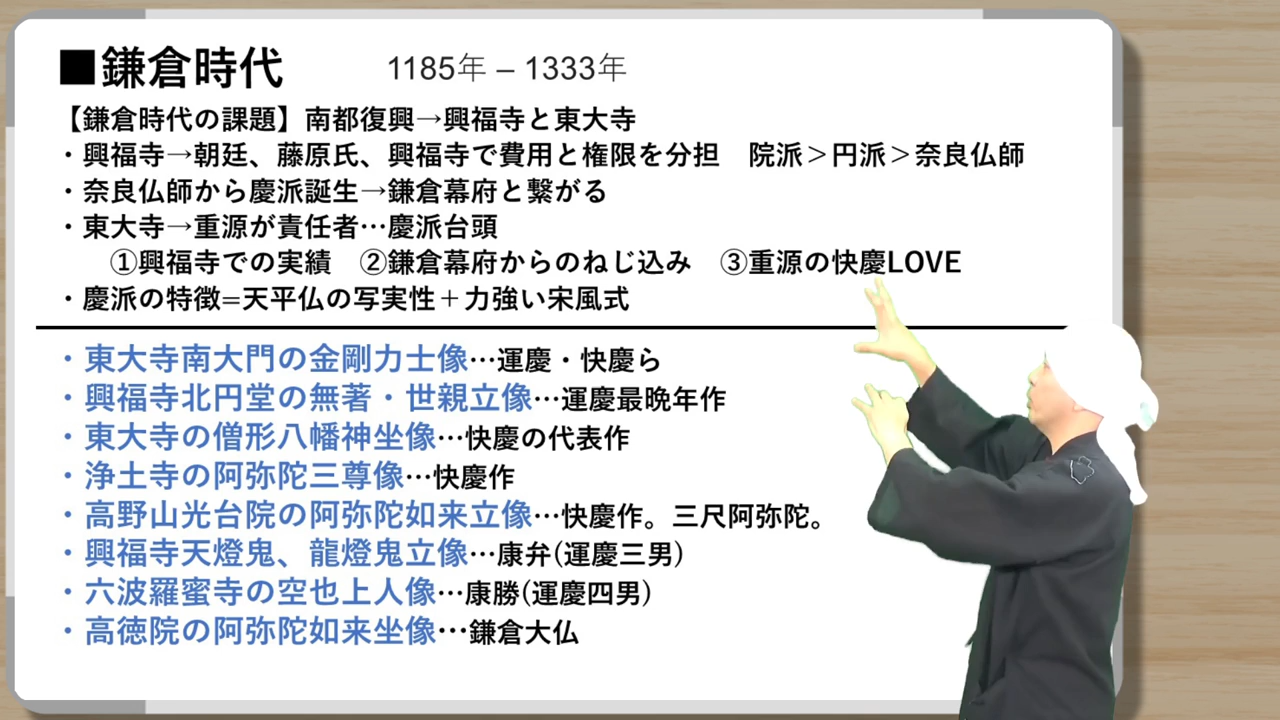 ■鎌倉時代 1185年 – 1333年
【鎌倉時代の課題】南都復興→興福寺と東大寺
・興福寺→朝廷、藤原氏、興福寺で費用と権限を分担 院派＞円派＞奈良仏師
・奈良仏師から慶派誕生→鎌倉幕府と繋がる
・東大寺→重源が責任者…慶派台頭
①興福寺での実績 ②鎌倉幕府からのねじ込み ③重源の快慶LOVE
・慶派の特徴=天平仏の写実性＋力強い宋風式
・東大寺南大門の金剛力士像…運慶・快慶ら
・興福寺北円堂の無著・世親立像…運慶最晩年作
・東大寺の僧形八幡神坐像…快慶の代表作
・浄土寺の阿弥陀三尊像…快慶作
・高野山光台院の阿弥陀如来立像…快慶作。三尺阿弥陀。
・興福寺天燈鬼、龍燈鬼立像…康弁(運慶三男)
・六波羅蜜寺の空也上人像…康勝(運慶四男)
・高徳院の阿弥陀如来坐像…鎌倉大仏